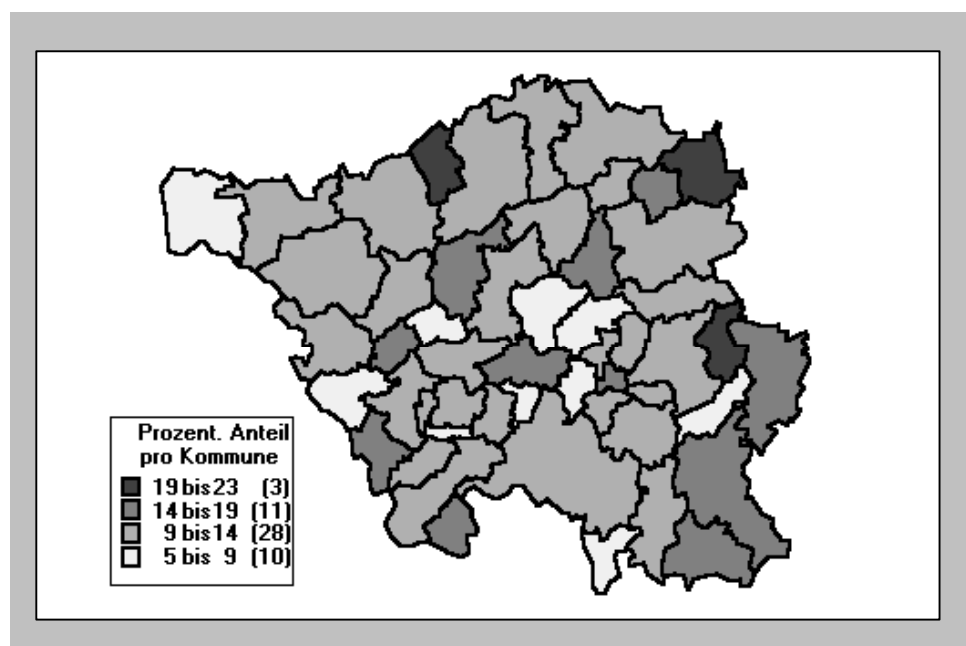 Prozent. Anteil
pro Kommune
19 bis 23 (3)
14 bis 19 (11)
9 bis 14 (28)
5 bis 9 (10)